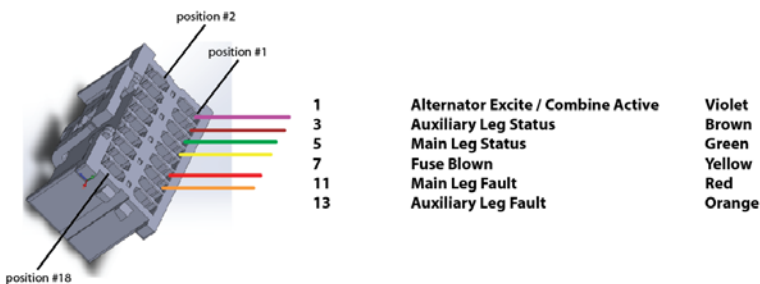 position #2
position #1
1 Alternator Excite / Combine Active Violet
3 Auxiliary Leg Status Brown
5 Main Leg Status Green
7 Fuse Blown Yellow
11 Main Leg Fault Red
13 Auxiliary Leg Fault Orange
position #18